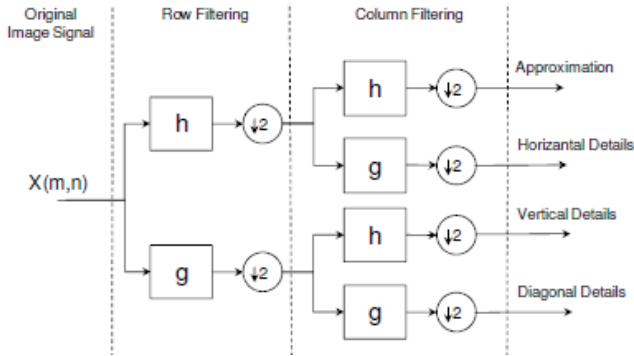 Original
Image Signal
Row Filtering
Column Filtering
X(m,n)
h
↓2
g
↓2
h
↓2
Approximation
g
↓2
Horizantal Details
h
↓2
Vertical Details
g
↓2
Diagonal Details